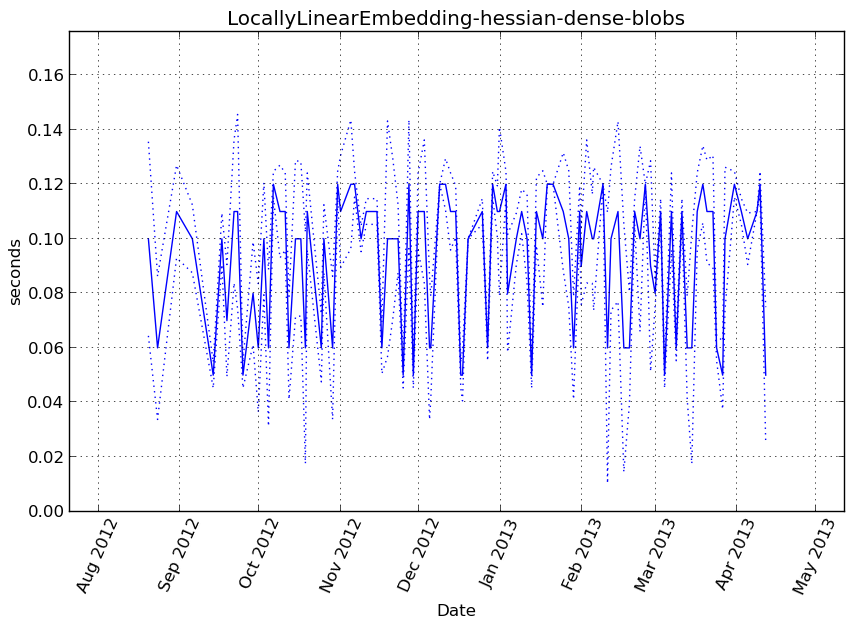 LocallyLinearEmbedding-hessian-dense-blobs
0.16
0.14
0.12
0.10
0.08
0.06
0.04
0.02
0.00
seconds
Aug 2012
Sep 2012
Oct 2012
Nov 2012
Dec 2012
Jan 2013
Feb 2013
Mar 2013
Apr 2013
May 2013
Date